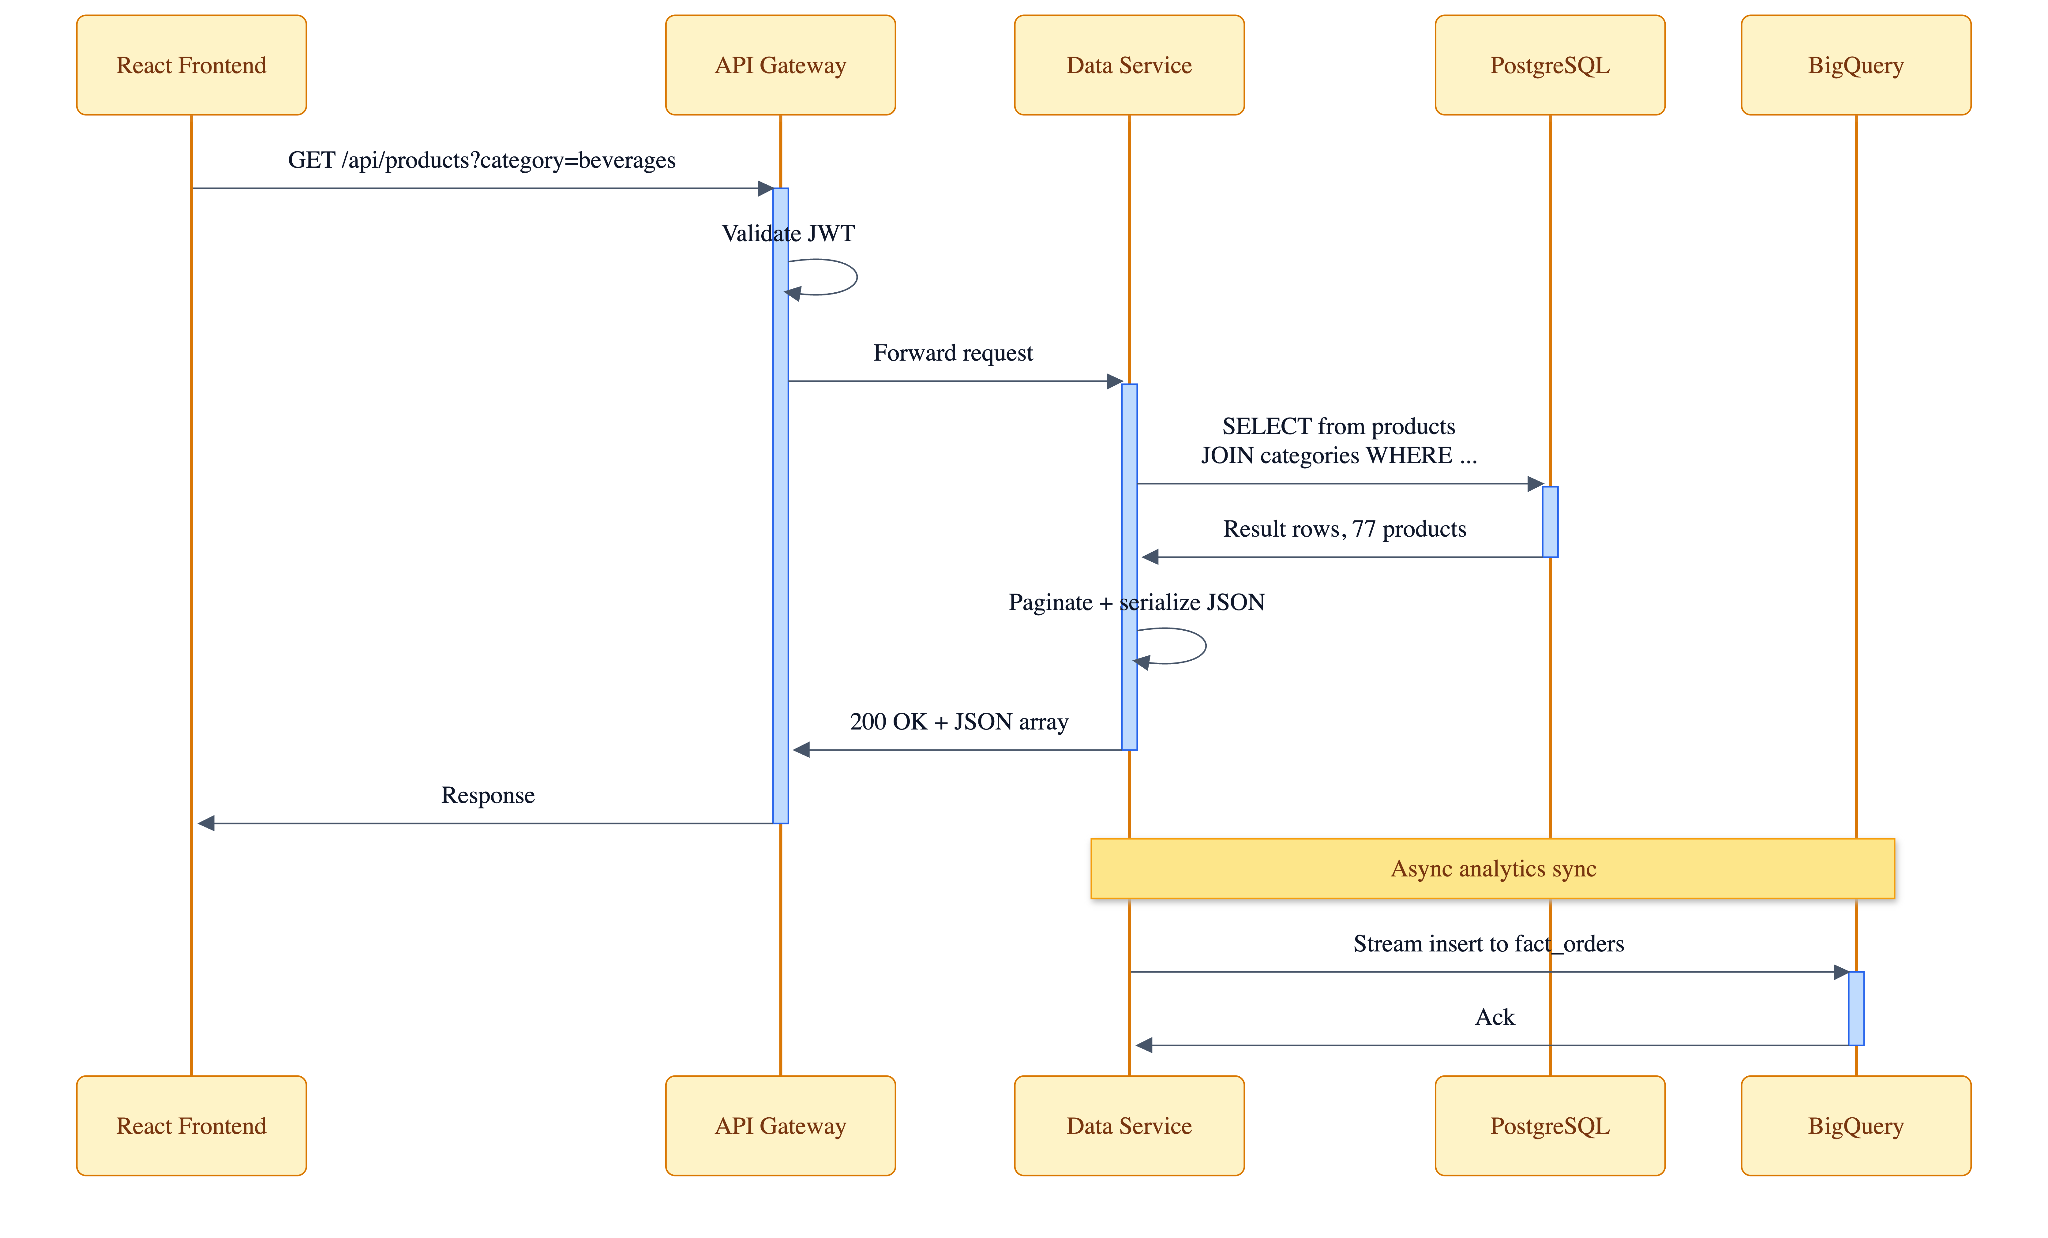 React Frontend
API Gateway
Data Service
PostgreSQL
BigQuery
GET /api/products?category=beverages
Validate JWT
Forward request
SELECT from products
JOIN categories WHERE ...
Result rows, 77 products
Paginate + serialize JSON
200 OK + JSON array
Response
Async analytics sync
Stream insert to fact_orders
Ack
React Frontend
API Gateway
Data Service
PostgreSQL
BigQuery